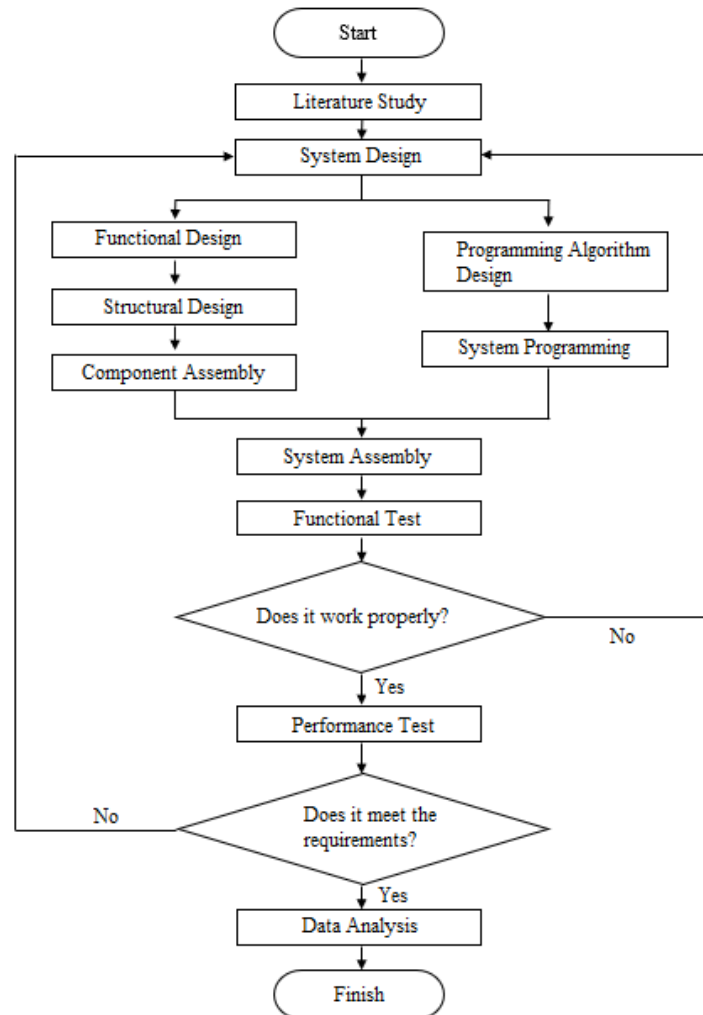 Start
Literature Study
System Design
Functional Design
Programming Algorithm
Design
Structural Design
System Programming
Component Assembly
System Assembly
Functional Test
Does it work properly?
No
Yes
Performance Test
No
Does it meet the
requirements?
Yes
Data Analysis
Finish